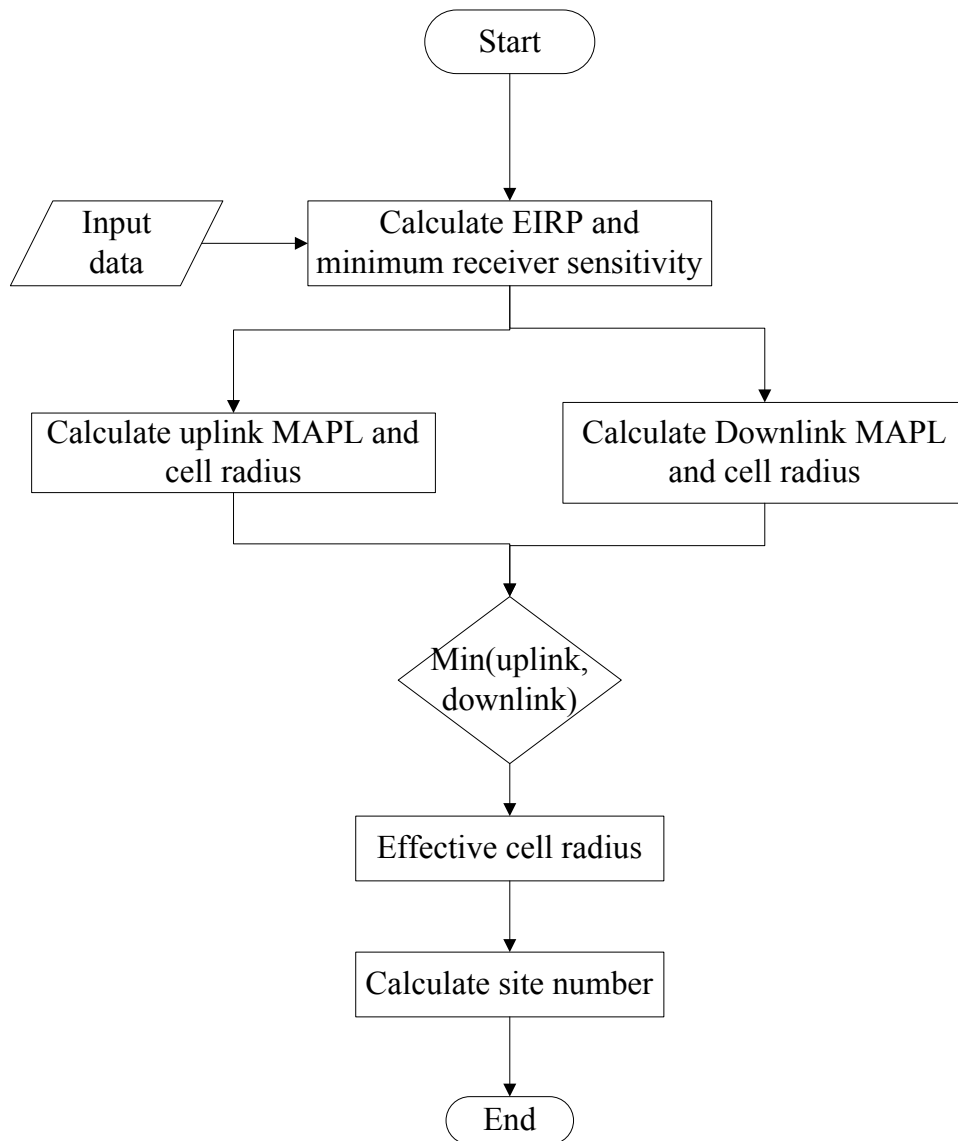 Start
Input
data
Calculate EIRP and
minimum receiver sensitivity
Calculate uplink MAPL and
cell radius
Calculate Downlink MAPL
and cell radius
Min(uplink,
downlink)
Effective cell radius
Calculate site number
End